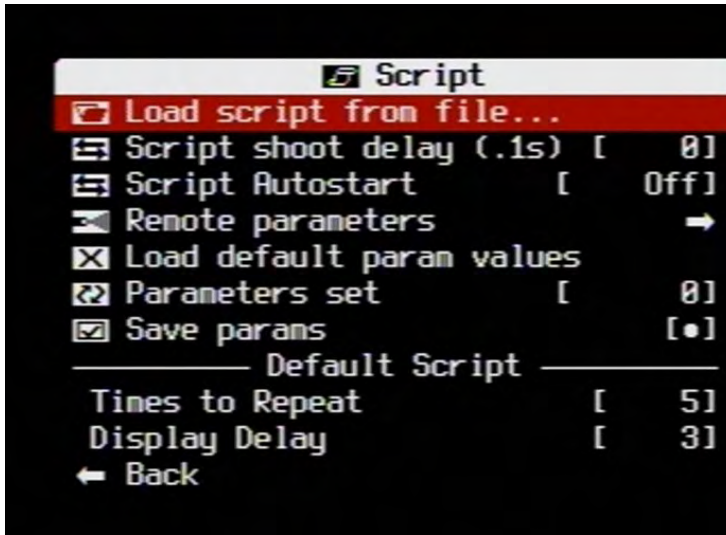 Script
Load script from file...
Script shoot delay (.1s) [ 0]
Script Autostart [ Off]
Remote parameters
Load default param values
Parameters set [ 0]
Save params [•]
Default Script
Times to Repeat [ 5]
Display Delay [ 3]
Back